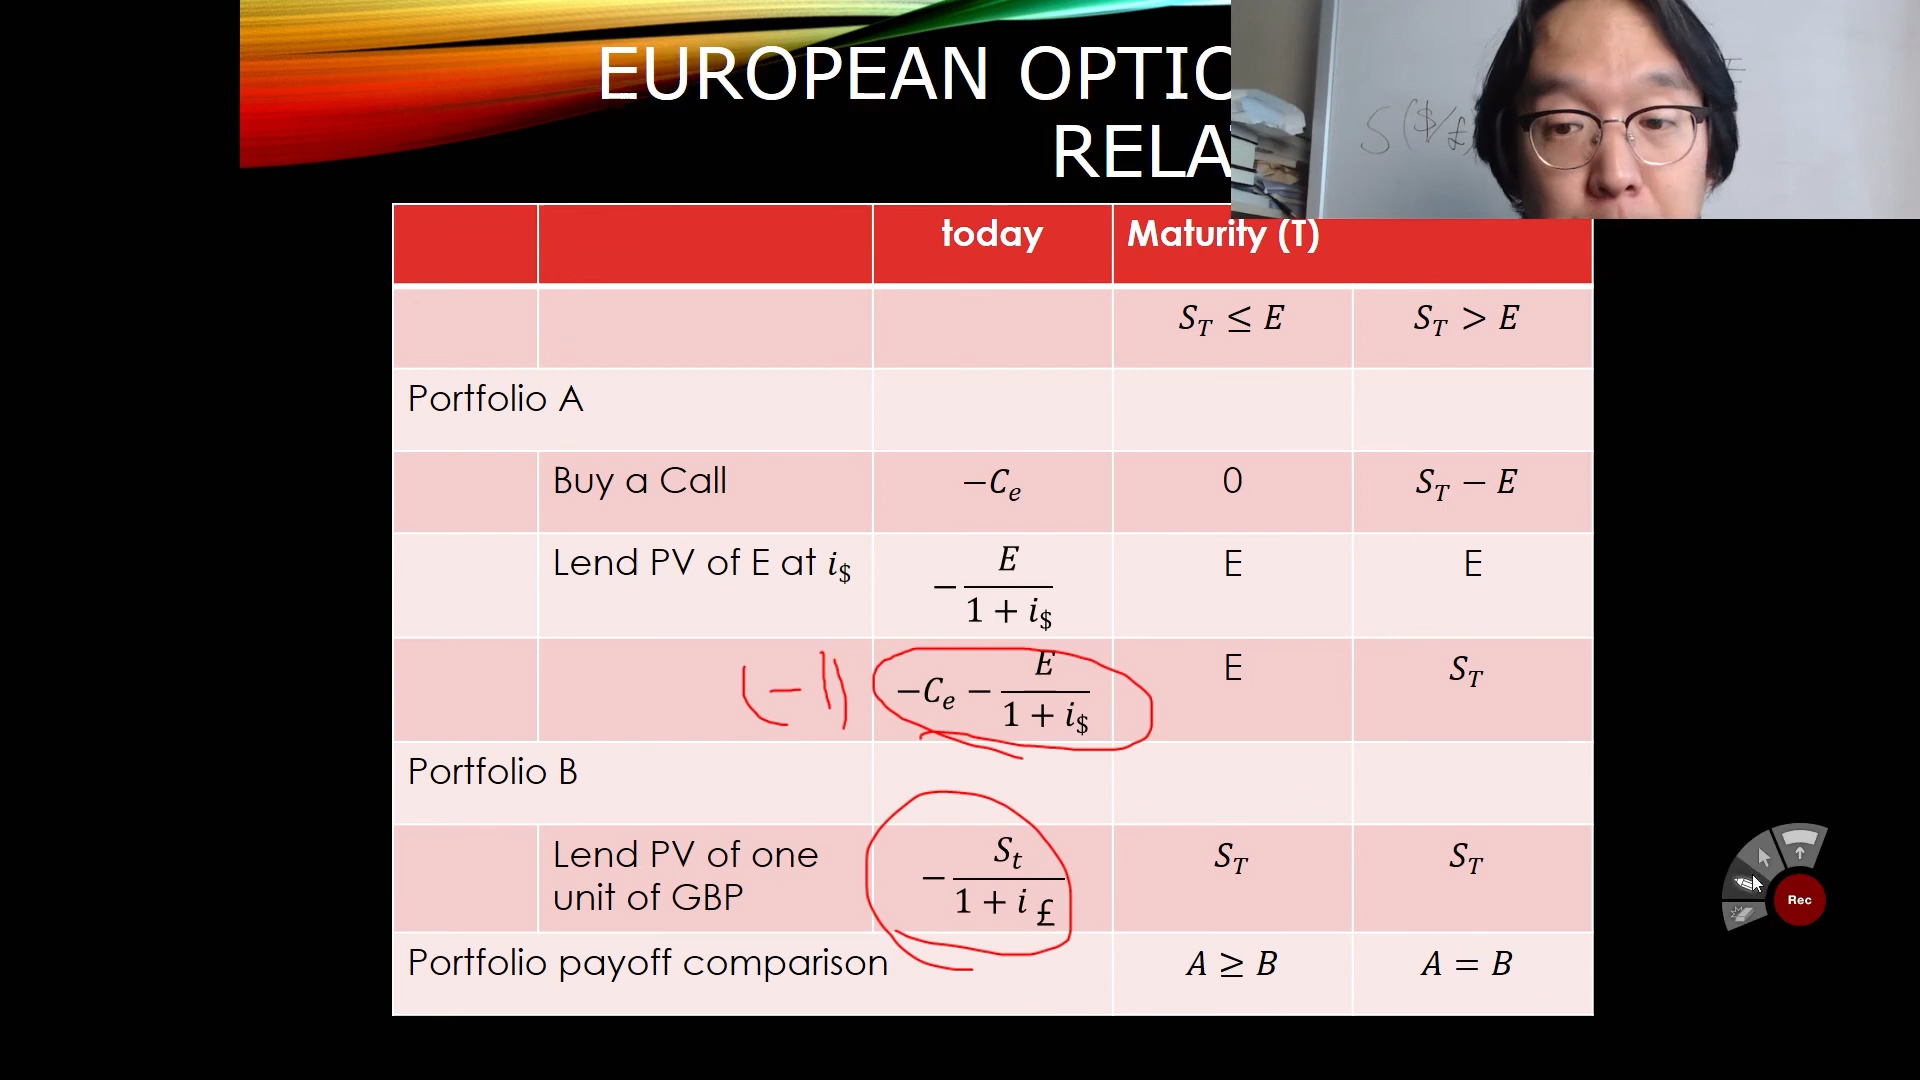 EUROPEAN OPTIO
RELA
S($/£
today Maturity (T)
S_T ≤ E S_T > E
Portfolio A
Buy a Call −C_e 0 S_T − E
Lend PV of E at i_$ −E/(1 + i_$) E E
(-1) −C_e − E/(1 + i_$) E S_T
Portfolio B
Lend PV of one
unit of GBP −S_t/(1 + i_£) S_T S_T
Portfolio payoff comparison A ≥ B A = B
Rec